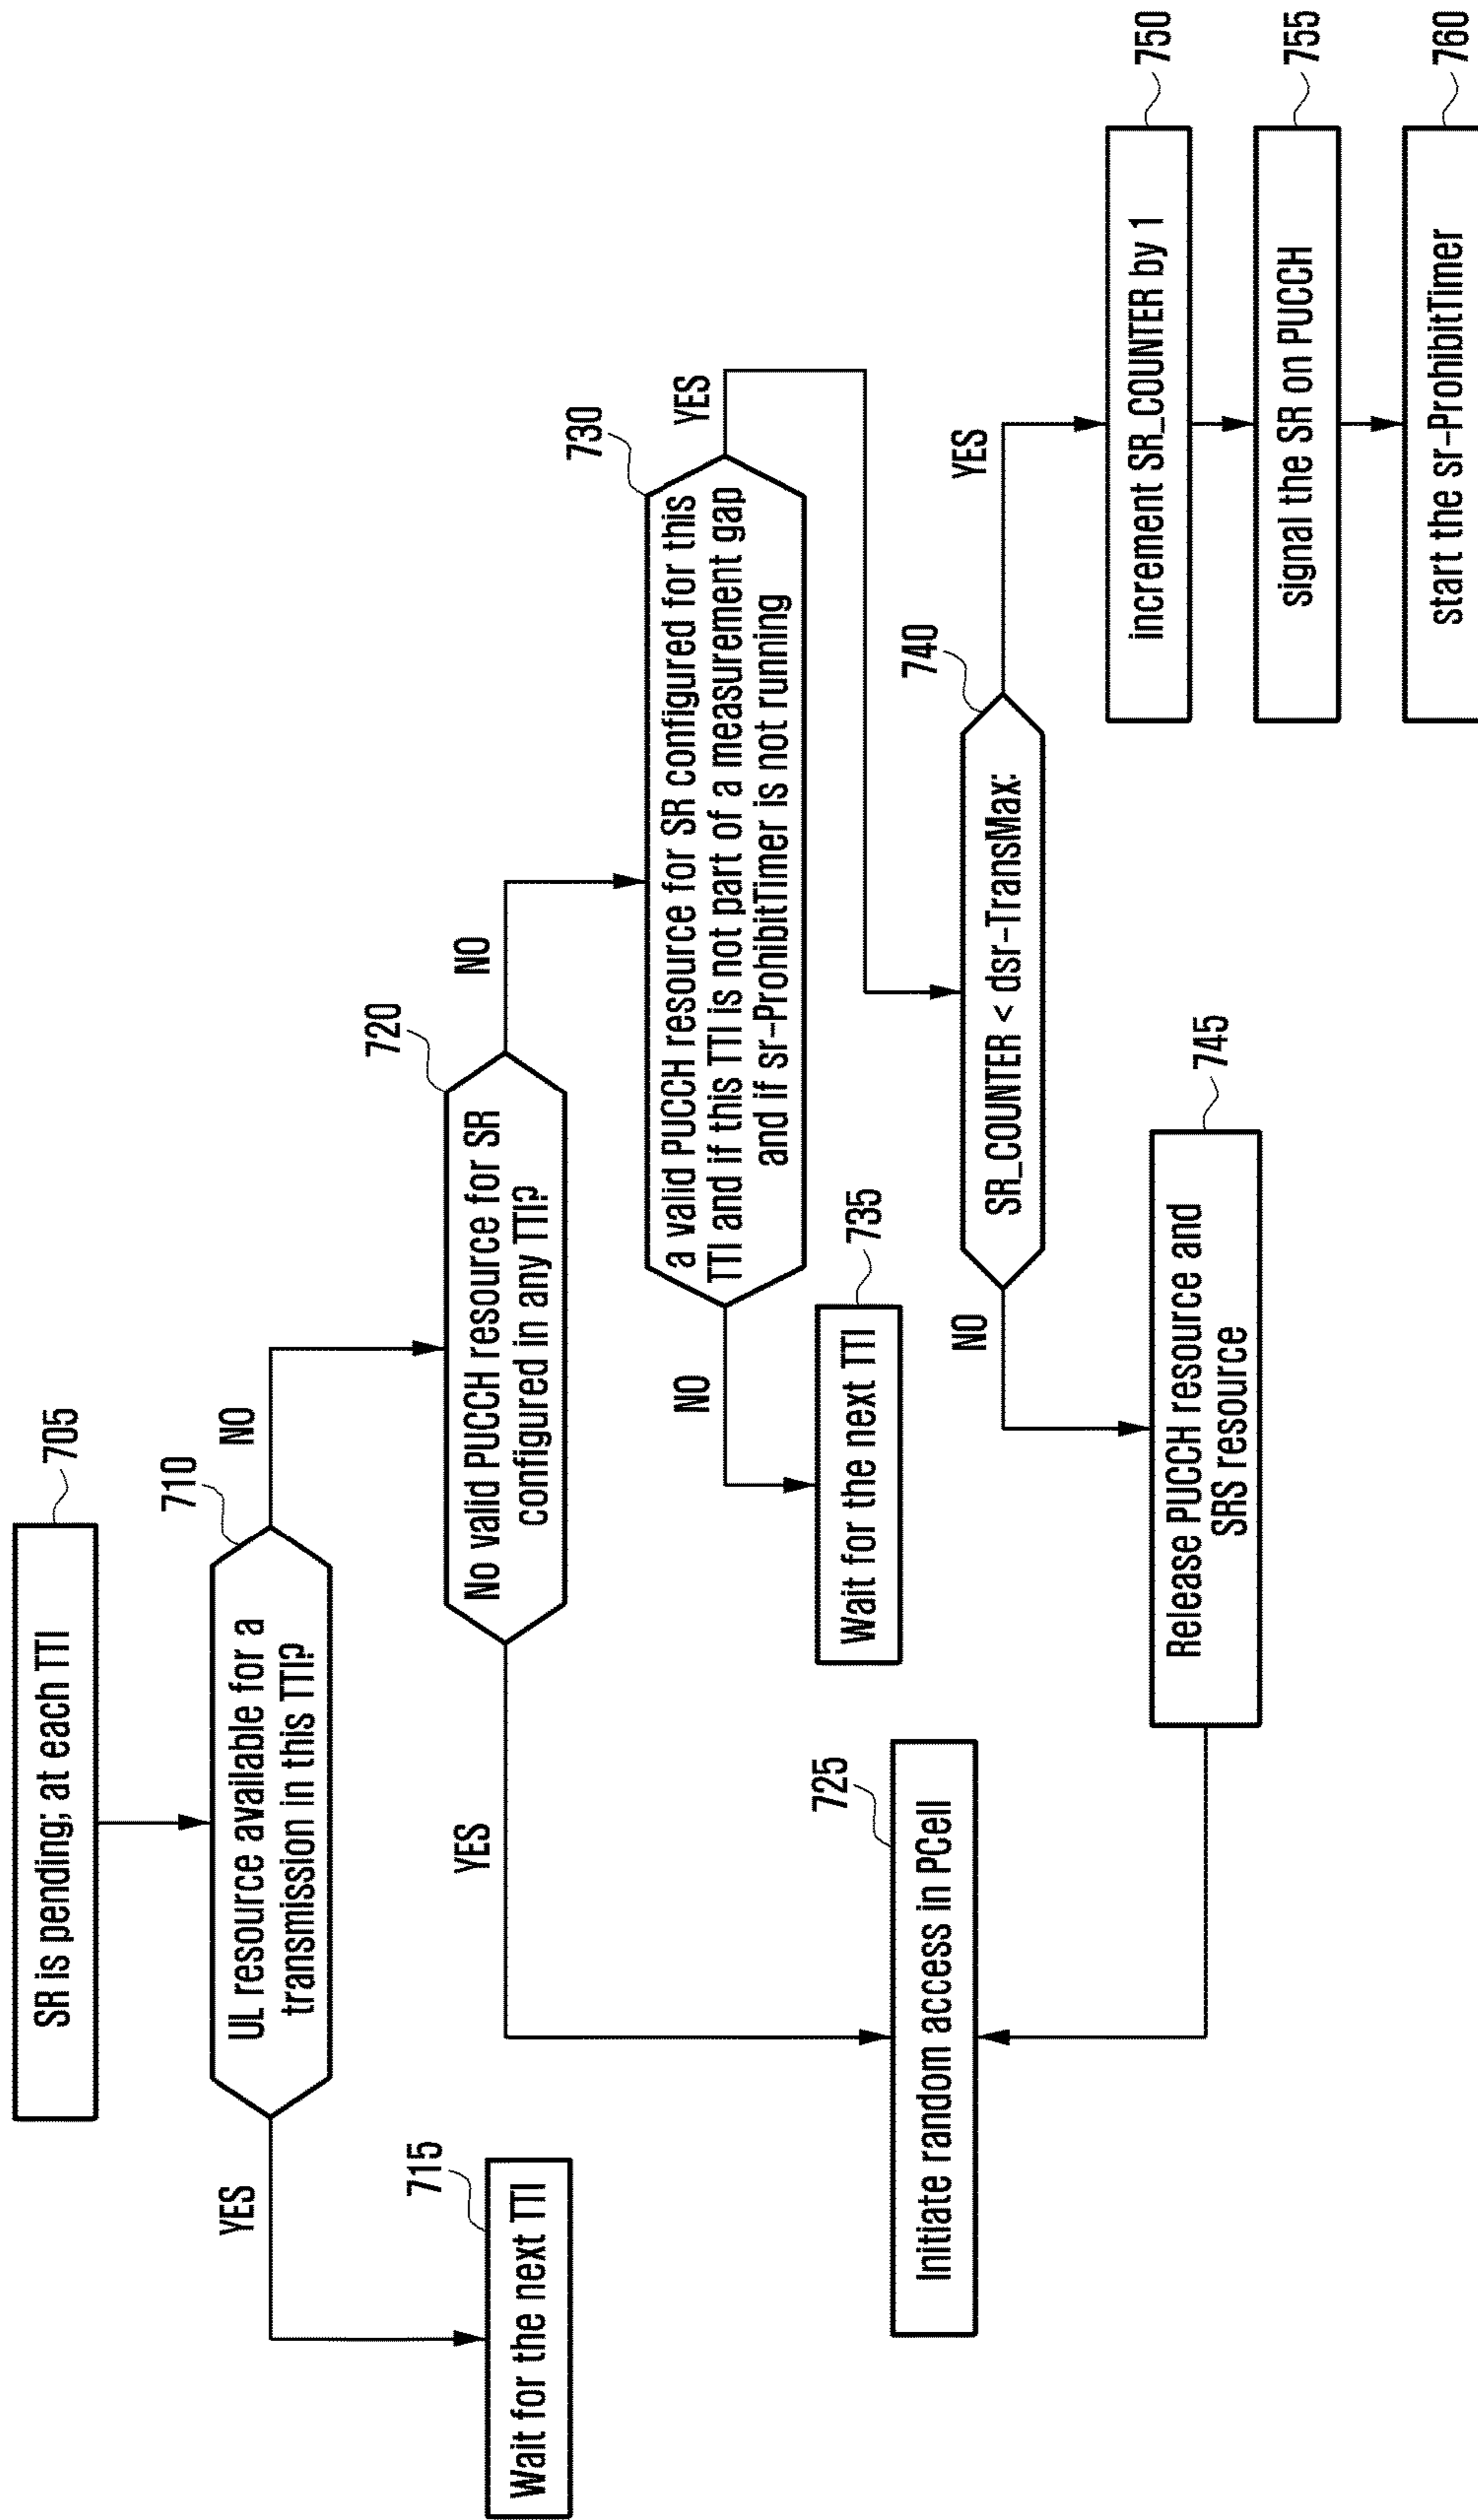 705
SR is pending; at each TTI
710
UL resource available for a
transmission in this TTI?
YES
NO
715
Wait for the next TTI
720
No valid PUCCH resource for SR
configured in any TTI?
YES
NO
725
Initiate random access in PCell
730
a valid PUCCH resource for SR configured for this
TTI and if this TTI is not part of a measurement gap
and if sr-ProhibitTimer is not running
NO
YES
735
Wait for the next TTI
740
SR_COUNTER < dsr-TransMax:
NO
YES
745
Release PUCCH resource and
SRS resource
750
increment SR_COUNTER by 1
755
signal the SR on PUCCH
760
start the sr-ProhibitTimer